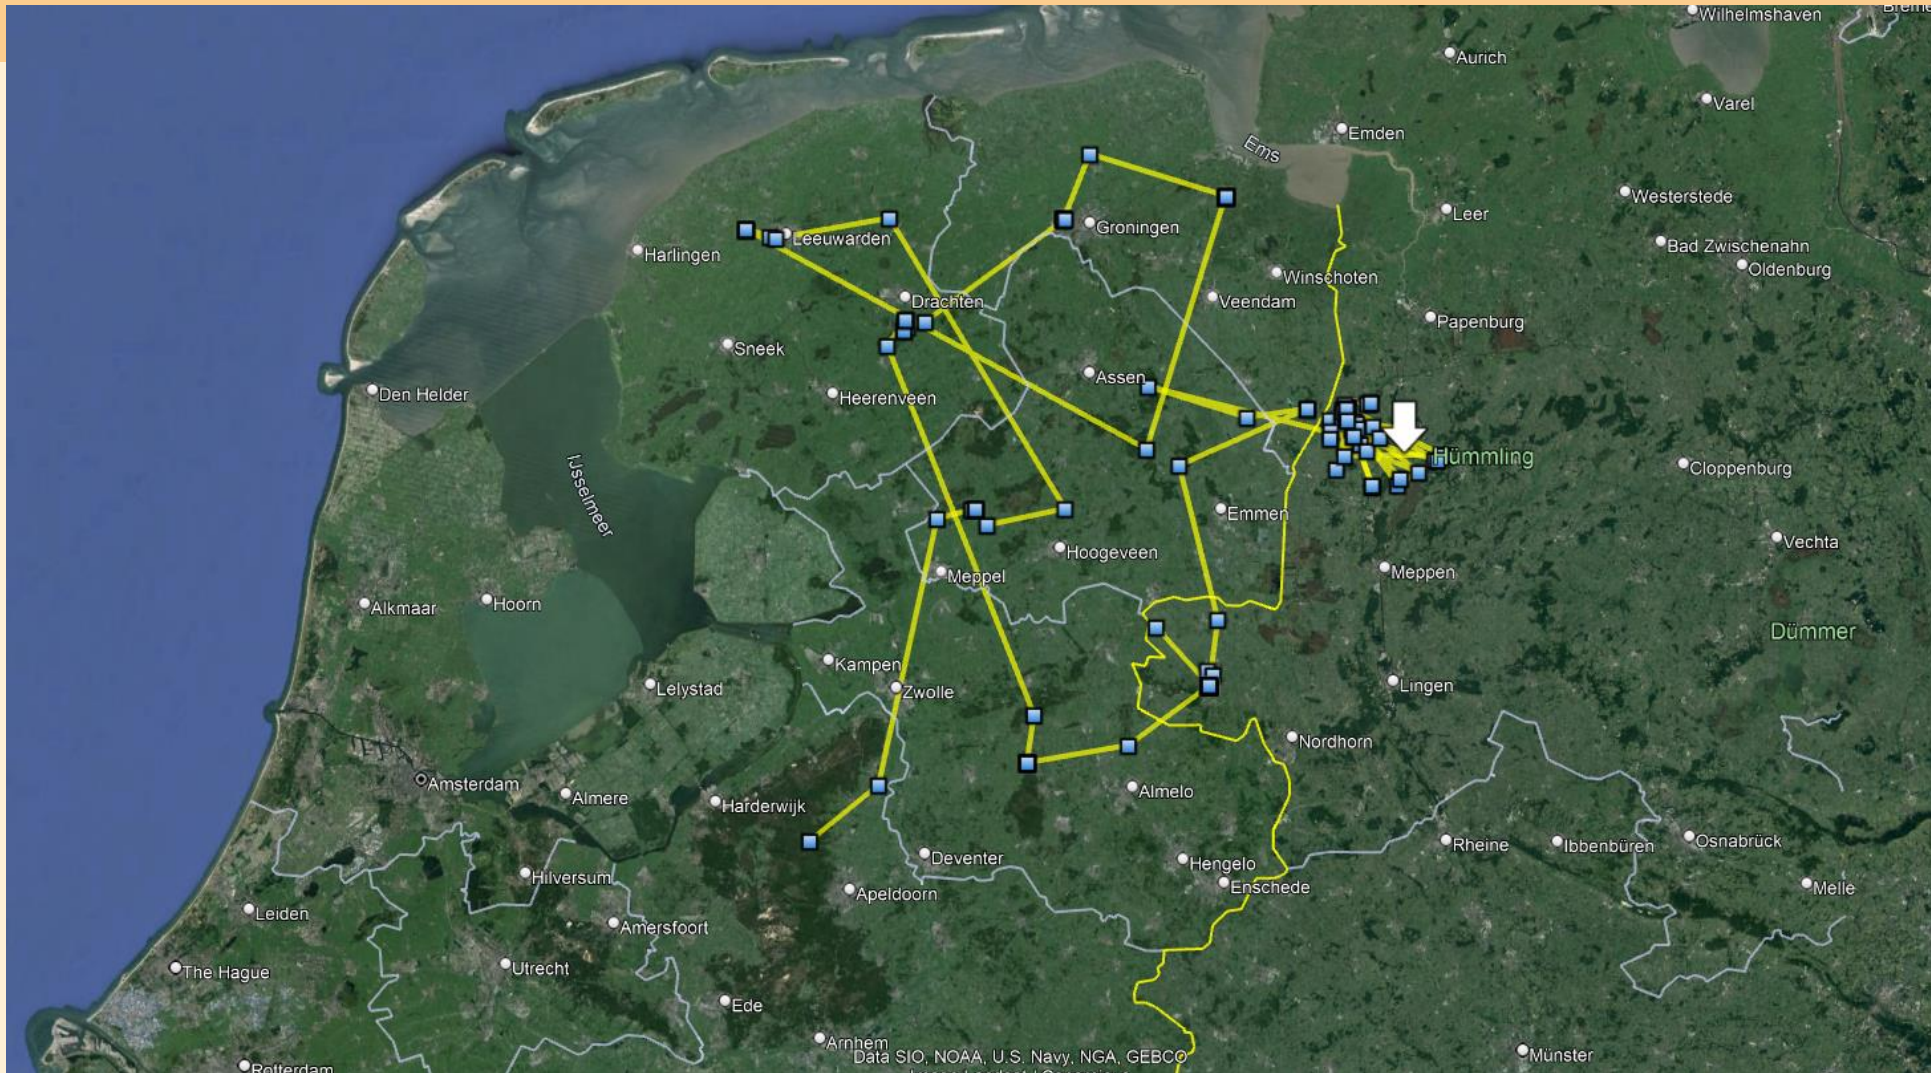 Wilhelmshaven
Aurich
Varel
Emden
Ems
Westerstede
Leer
Groningen
Leeuwarden
Bad Zwischenahn
Harlingen
Oldenburg
Winschoten
Drachten
Veendam
Papenburg
Sneek
Assen
Den Helder
Heerenveen
Hümmling
Cloppenburg
IJsselmeer
Emmen
Vechta
Hoogeveen
Meppen
Meppel
Alkmaar
Hoorn
Dümmer
Kampen
Lelystad
Zwolle
Lingen
Nordhorn
Amsterdam
Almere
Harderwijk
Almelo
Rheine
Ibbenbüren
Osnabrück
Deventer
Hengelo
Hilversum
Enschede
Melle
Apeldoorn
Leiden
Amersfoort
The Hague
Utrecht
Ede
Arnhem
Münster
Data SIO, NOAA, U.S. Navy, NGA, GEBCO
Rotterdam